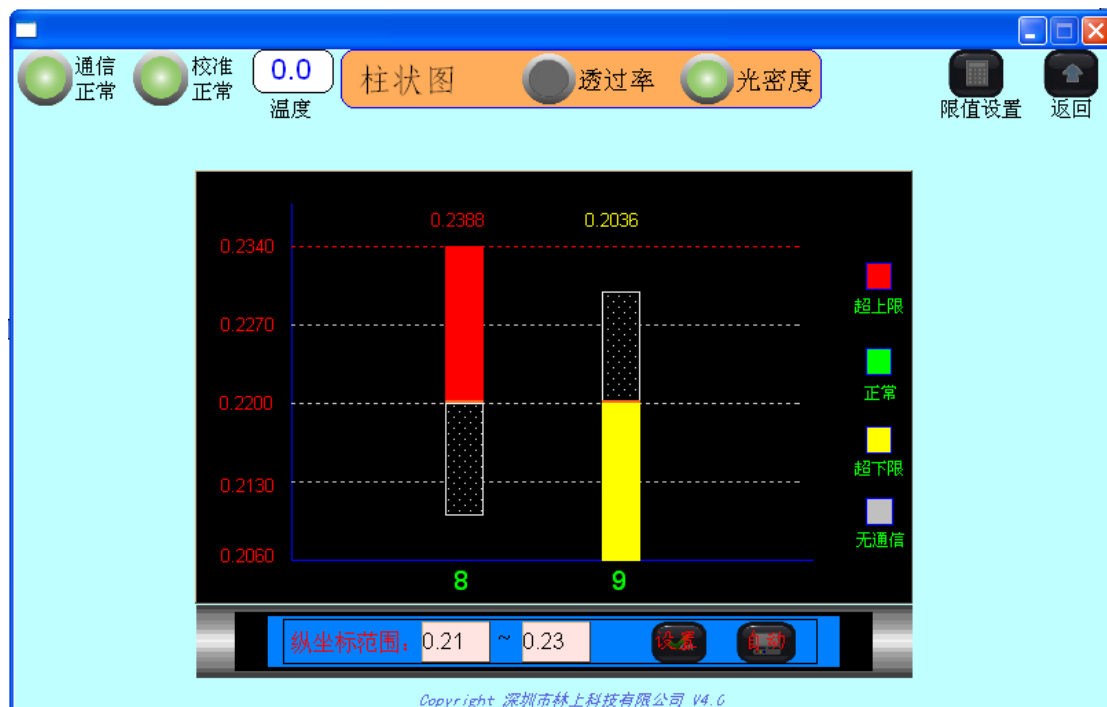 通信
正常
校准
正常
0.0
温度
柱状图
透过率
光密度
限值设置
返回
0.2388
0.2036
0.2340
0.2270
0.2200
0.2130
0.2060
8
9
超上限
正常
超下限
无通信
纵坐标范围: 0.21 ~ 0.23
设置
自动
Copyright 深圳市林上科技有限公司 V4.6